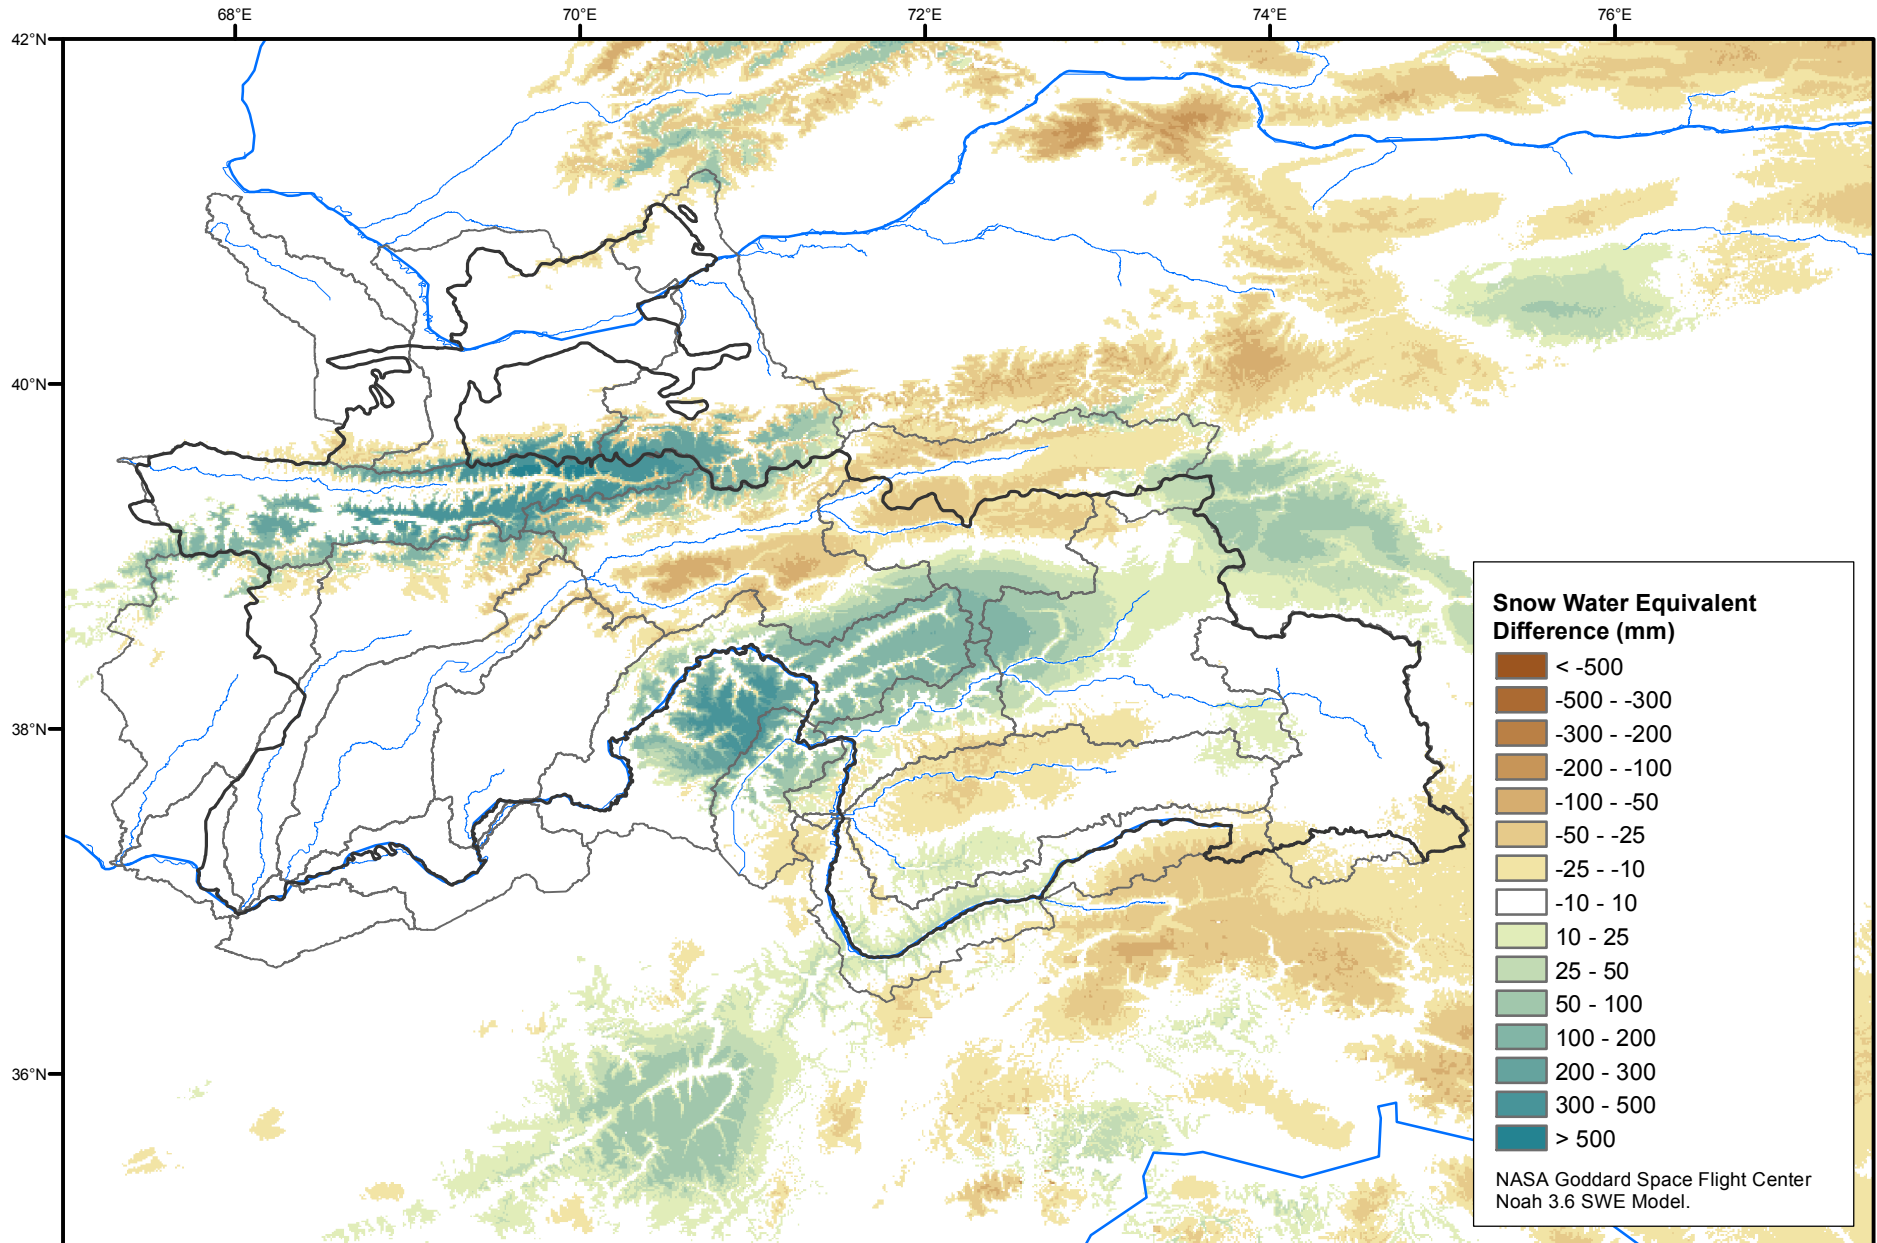 68°E 70°E 72°E 74°E 76°E
42°N
40°N
38°N
36°N
Snow Water Equivalent
Difference (mm)
< -500
-500 - -300
-300 - -200
-200 - -100
-100 - -50
-50 - -25
-25 - -10
-10 - 10
10 - 25
25 - 50
50 - 100
100 - 200
200 - 300
300 - 500
> 500
NASA Goddard Space Flight Center
Noah 3.6 SWE Model.